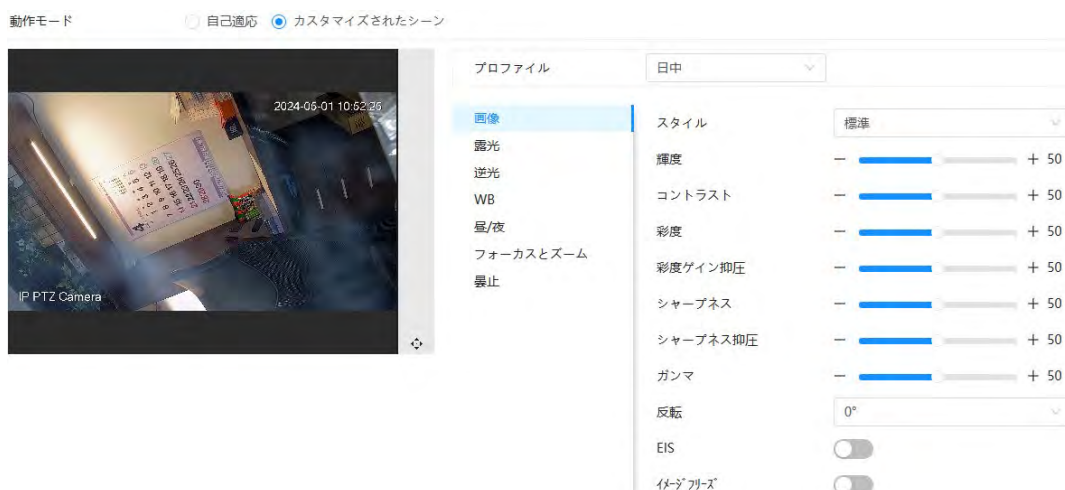 動作モード 自己適応 カスタマイズされたシーン
プロファイル 日中
2024-05-01 10:52:26
IP PTZ Camera
画像
露光
逆光
WB
昼/夜
フォーカスとズーム
曇止
スタイル 標準
輝度 − + 50
コントラスト − + 50
彩度 − + 50
彩度ゲイン抑圧 − + 50
シャープネス − + 50
シャープネス抑圧 − + 50
ガンマ − + 50
反転 0°
EIS
ｲﾒｰｼﾞﾌﾘｰｽﾞ